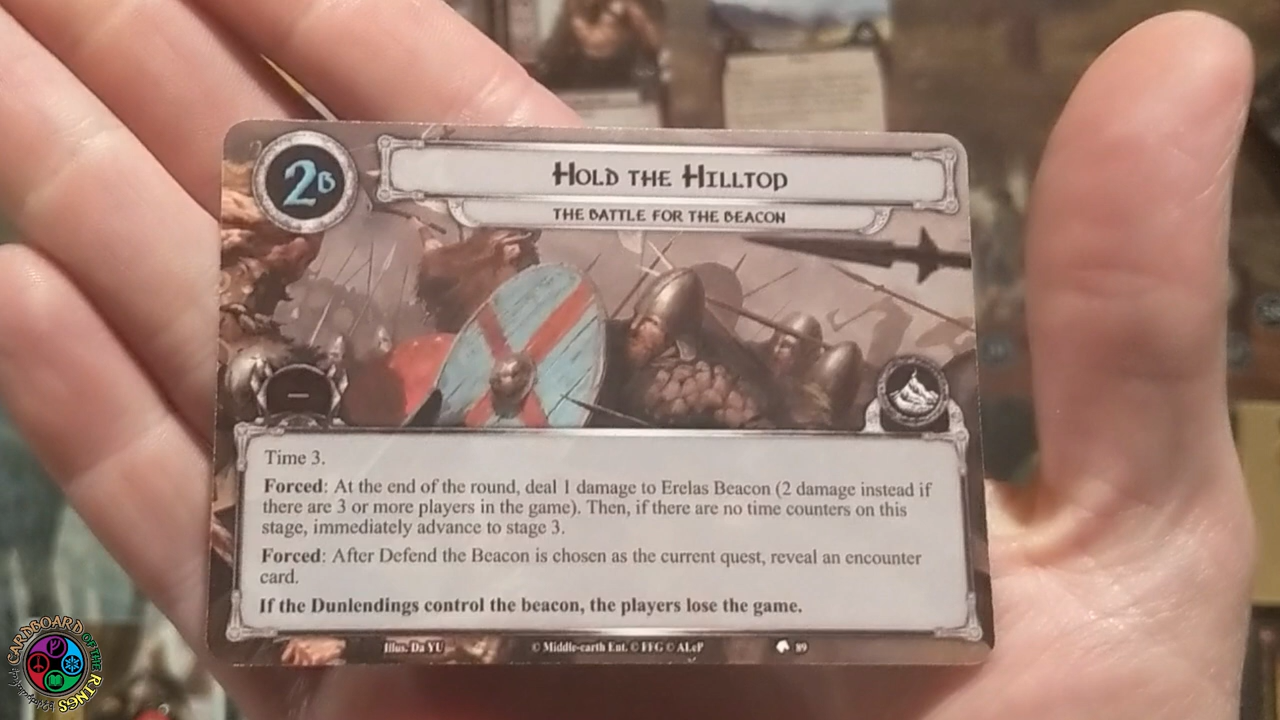 2B
HOLD THE HILLTOP
THE BATTLE FOR THE BEACON
–
Time 3.
Forced: At the end of the round, deal 1 damage to Erelas Beacon (2 damage instead if
there are 3 or more players in the game). Then, if there are no time counters on this
stage, immediately advance to stage 3.
Forced: After Defend the Beacon is chosen as the current quest, reveal an encounter
card.
If the Dunlendings control the beacon, the players lose the game.
Illus. Da YU
© Middle-earth Ent. © FFG © ALeP
89
CARDBOARD OF THE RINGS